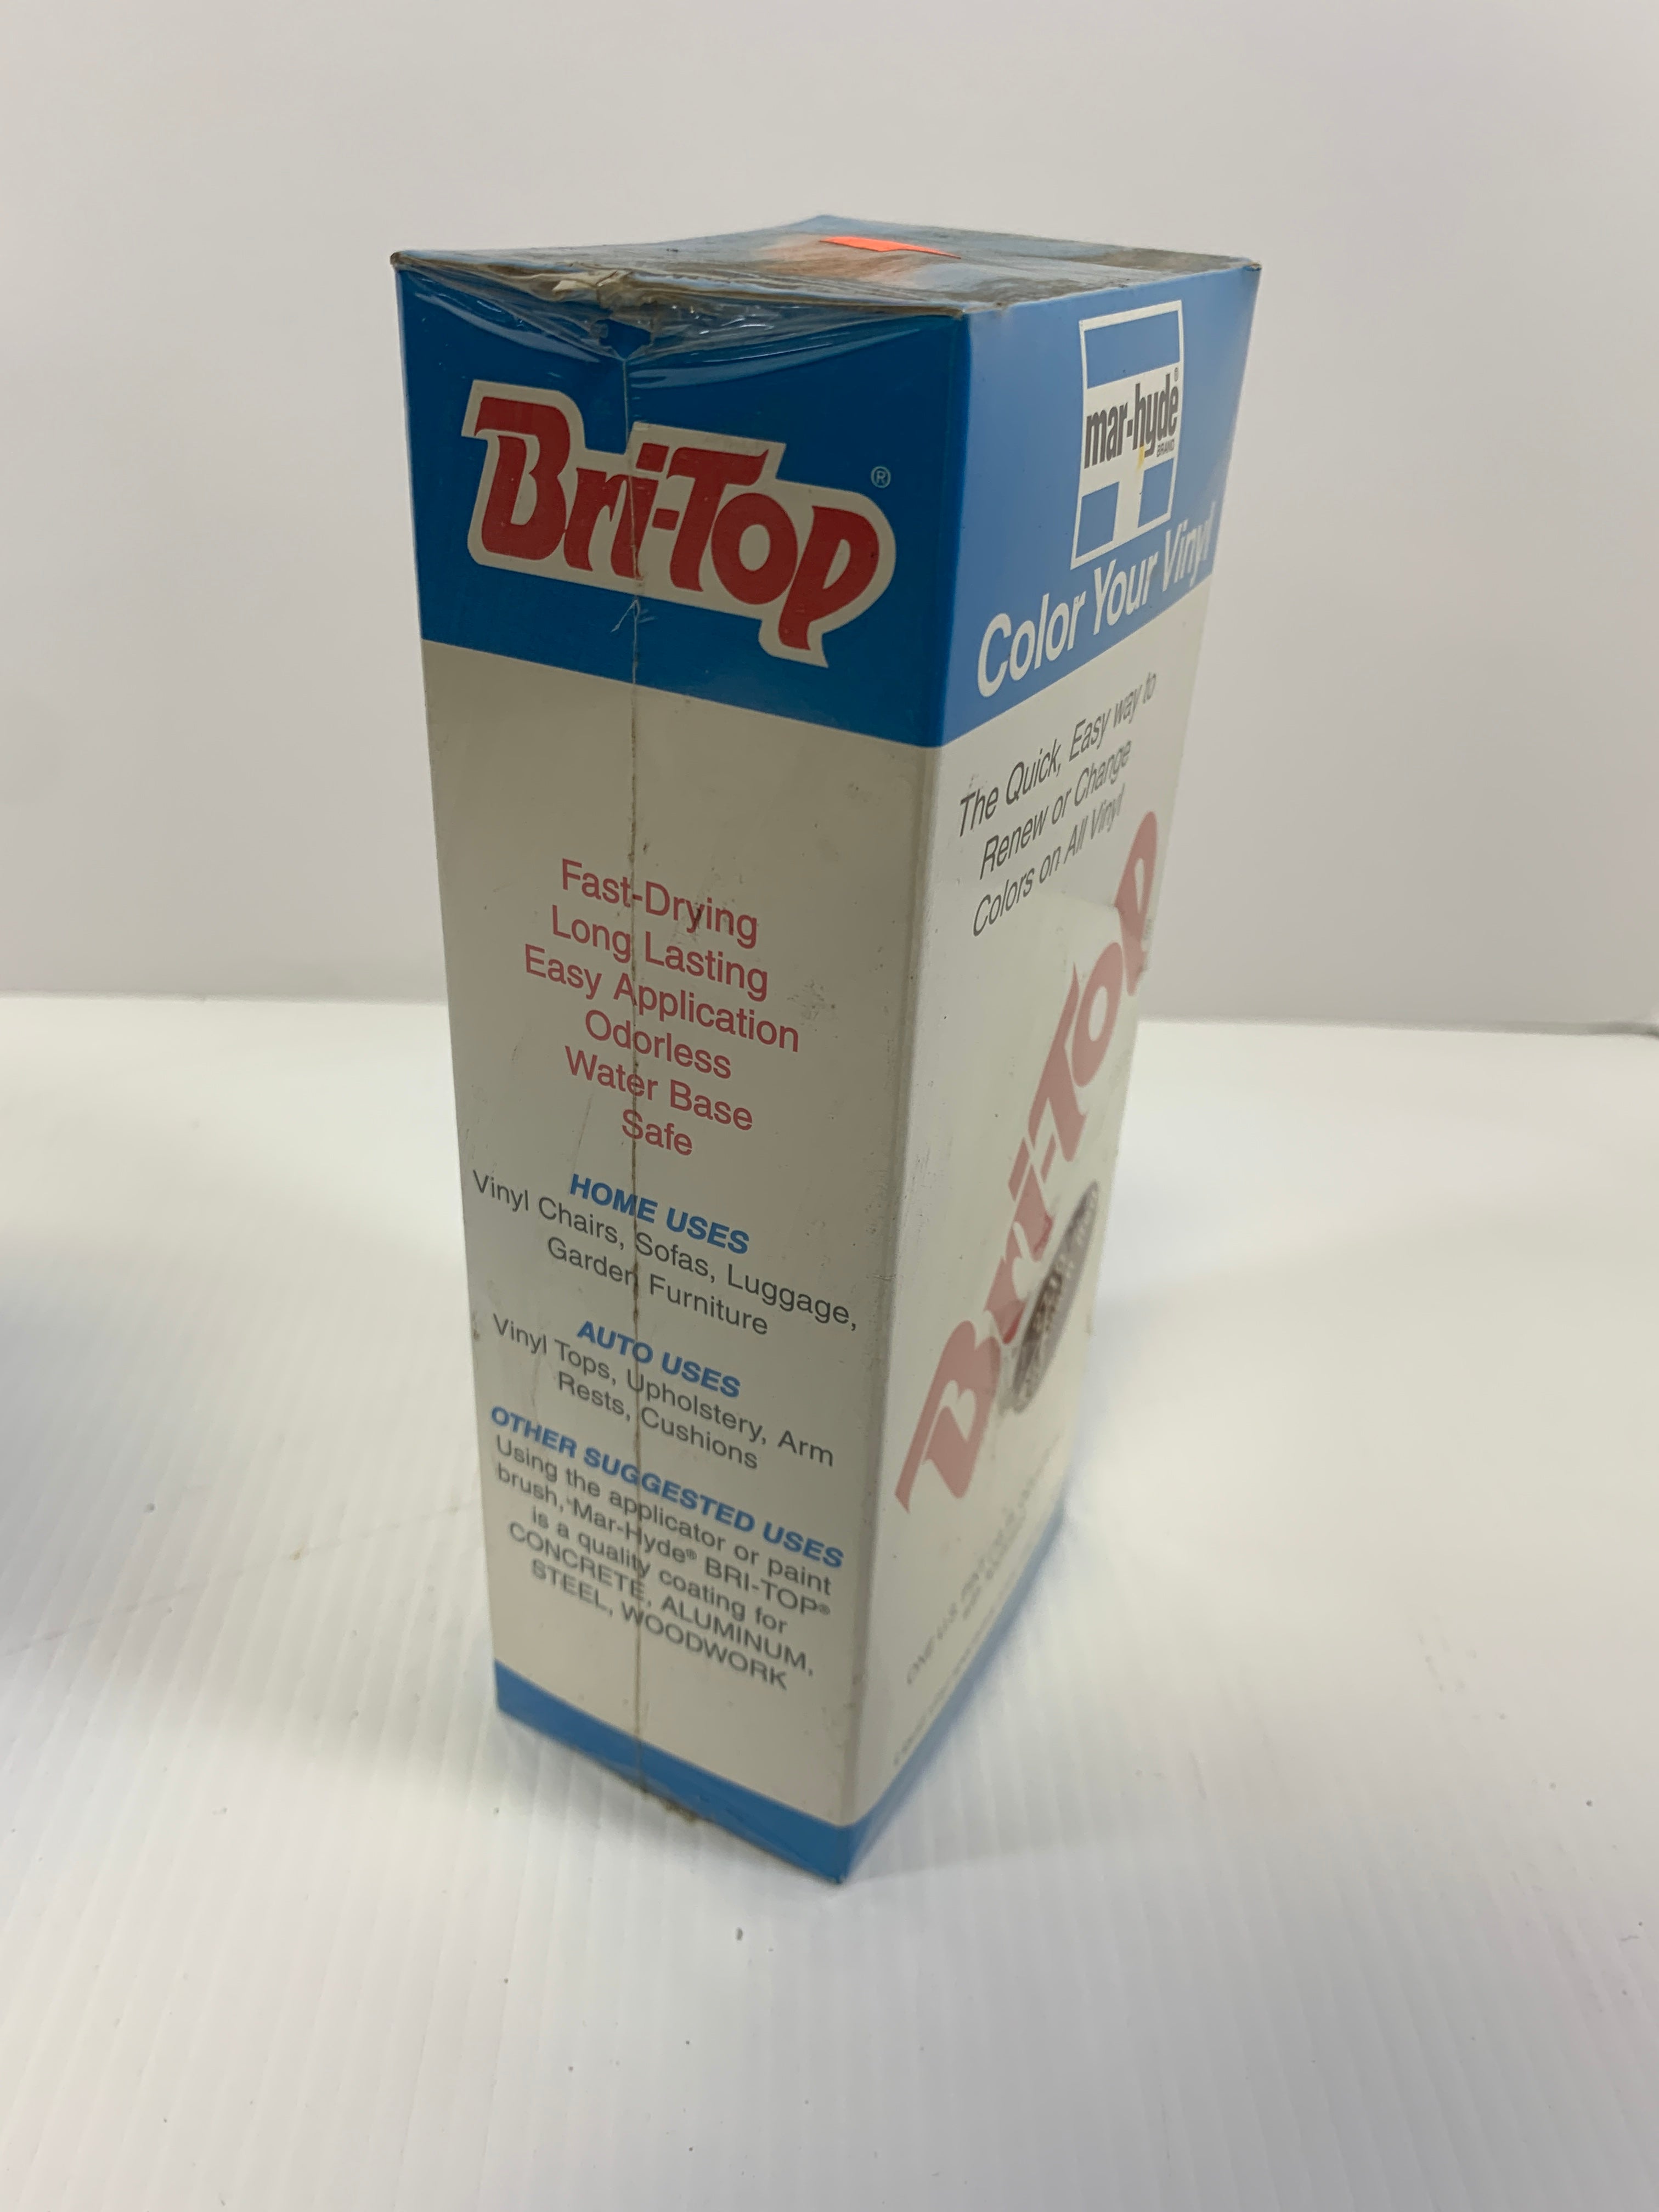 Bri-Top®
Fast-Drying
Long Lasting
Easy Application
Odorless
Water Base
Safe
HOME USES
Vinyl Chairs, Sofas, Luggage,
Garden Furniture
AUTO USES
Vinyl Tops, Upholstery, Arm
Rests, Cushions
OTHER SUGGESTED USES
Using the applicator or paint
brush, Mar-Hyde® BRI-TOP®
is a quality coating for
CONCRETE, ALUMINUM,
STEEL, WOODWORK
mar-hyde®
BRAND
Color Your Vinyl
The Quick, Easy way to
Renew or Change
Colors on All Vinyl
Bri-Top
ONE U.S.